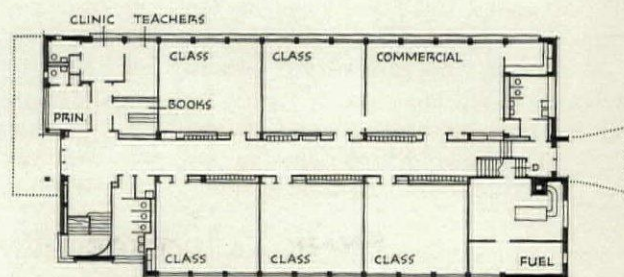 CLINIC TEACHERS
CLASS CLASS COMMERCIAL
BOOKS
PRIN.
D
CLASS CLASS CLASS FUEL